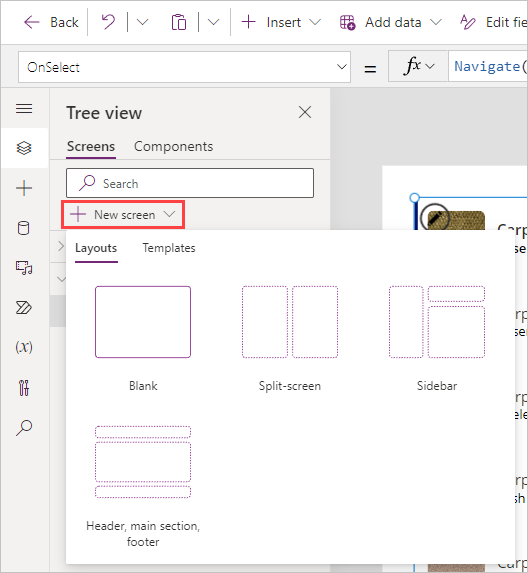 Back Insert Add data Edit fie
OnSelect = fx Navigate(
Tree view
Screens Components
Search
New screen
Layouts Templates
Carp
se
Blank Split-screen Sidebar
Carp
ser
Carp
ele
Header, main section,
footer
Carp
sh
Carp
(x)